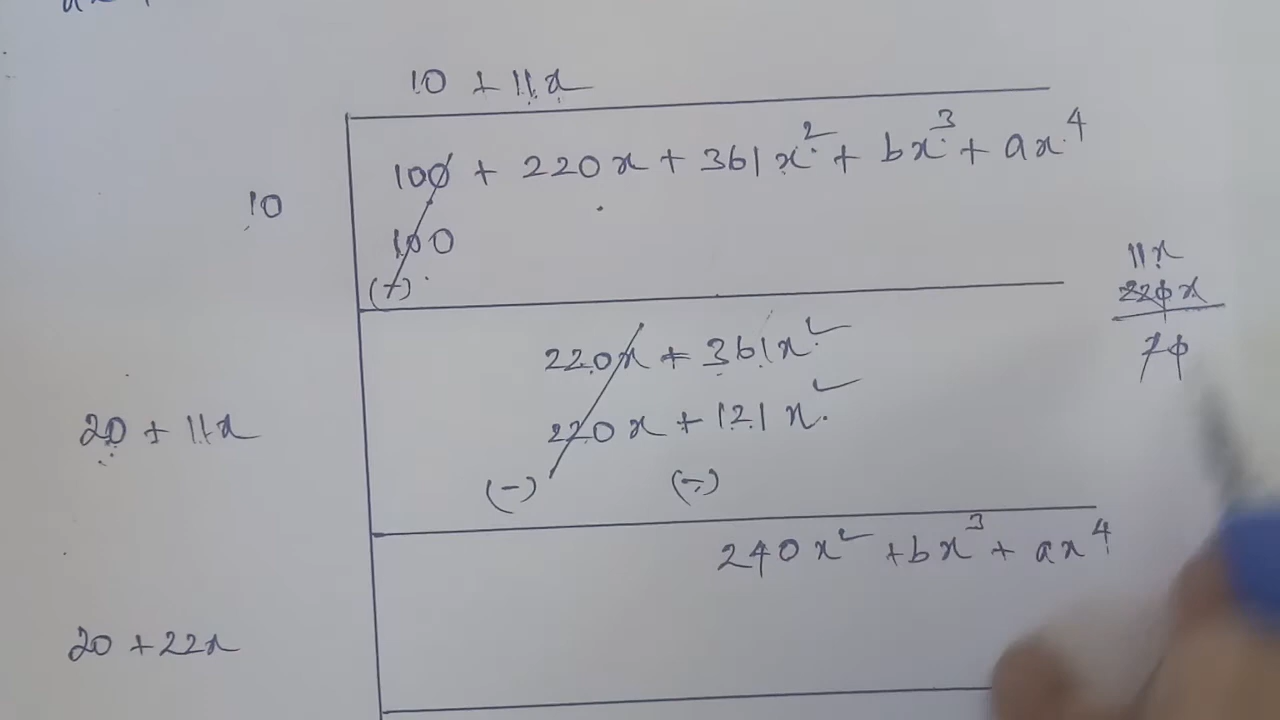 10 + 11x
100 + 220x + 361x² + bx³ + ax⁴
10
100
(-)
11x
220x
20
220x + 361x²
20 + 11x
220x + 121x²
(-) (-)
240x² + bx³ + ax⁴
20 + 22x